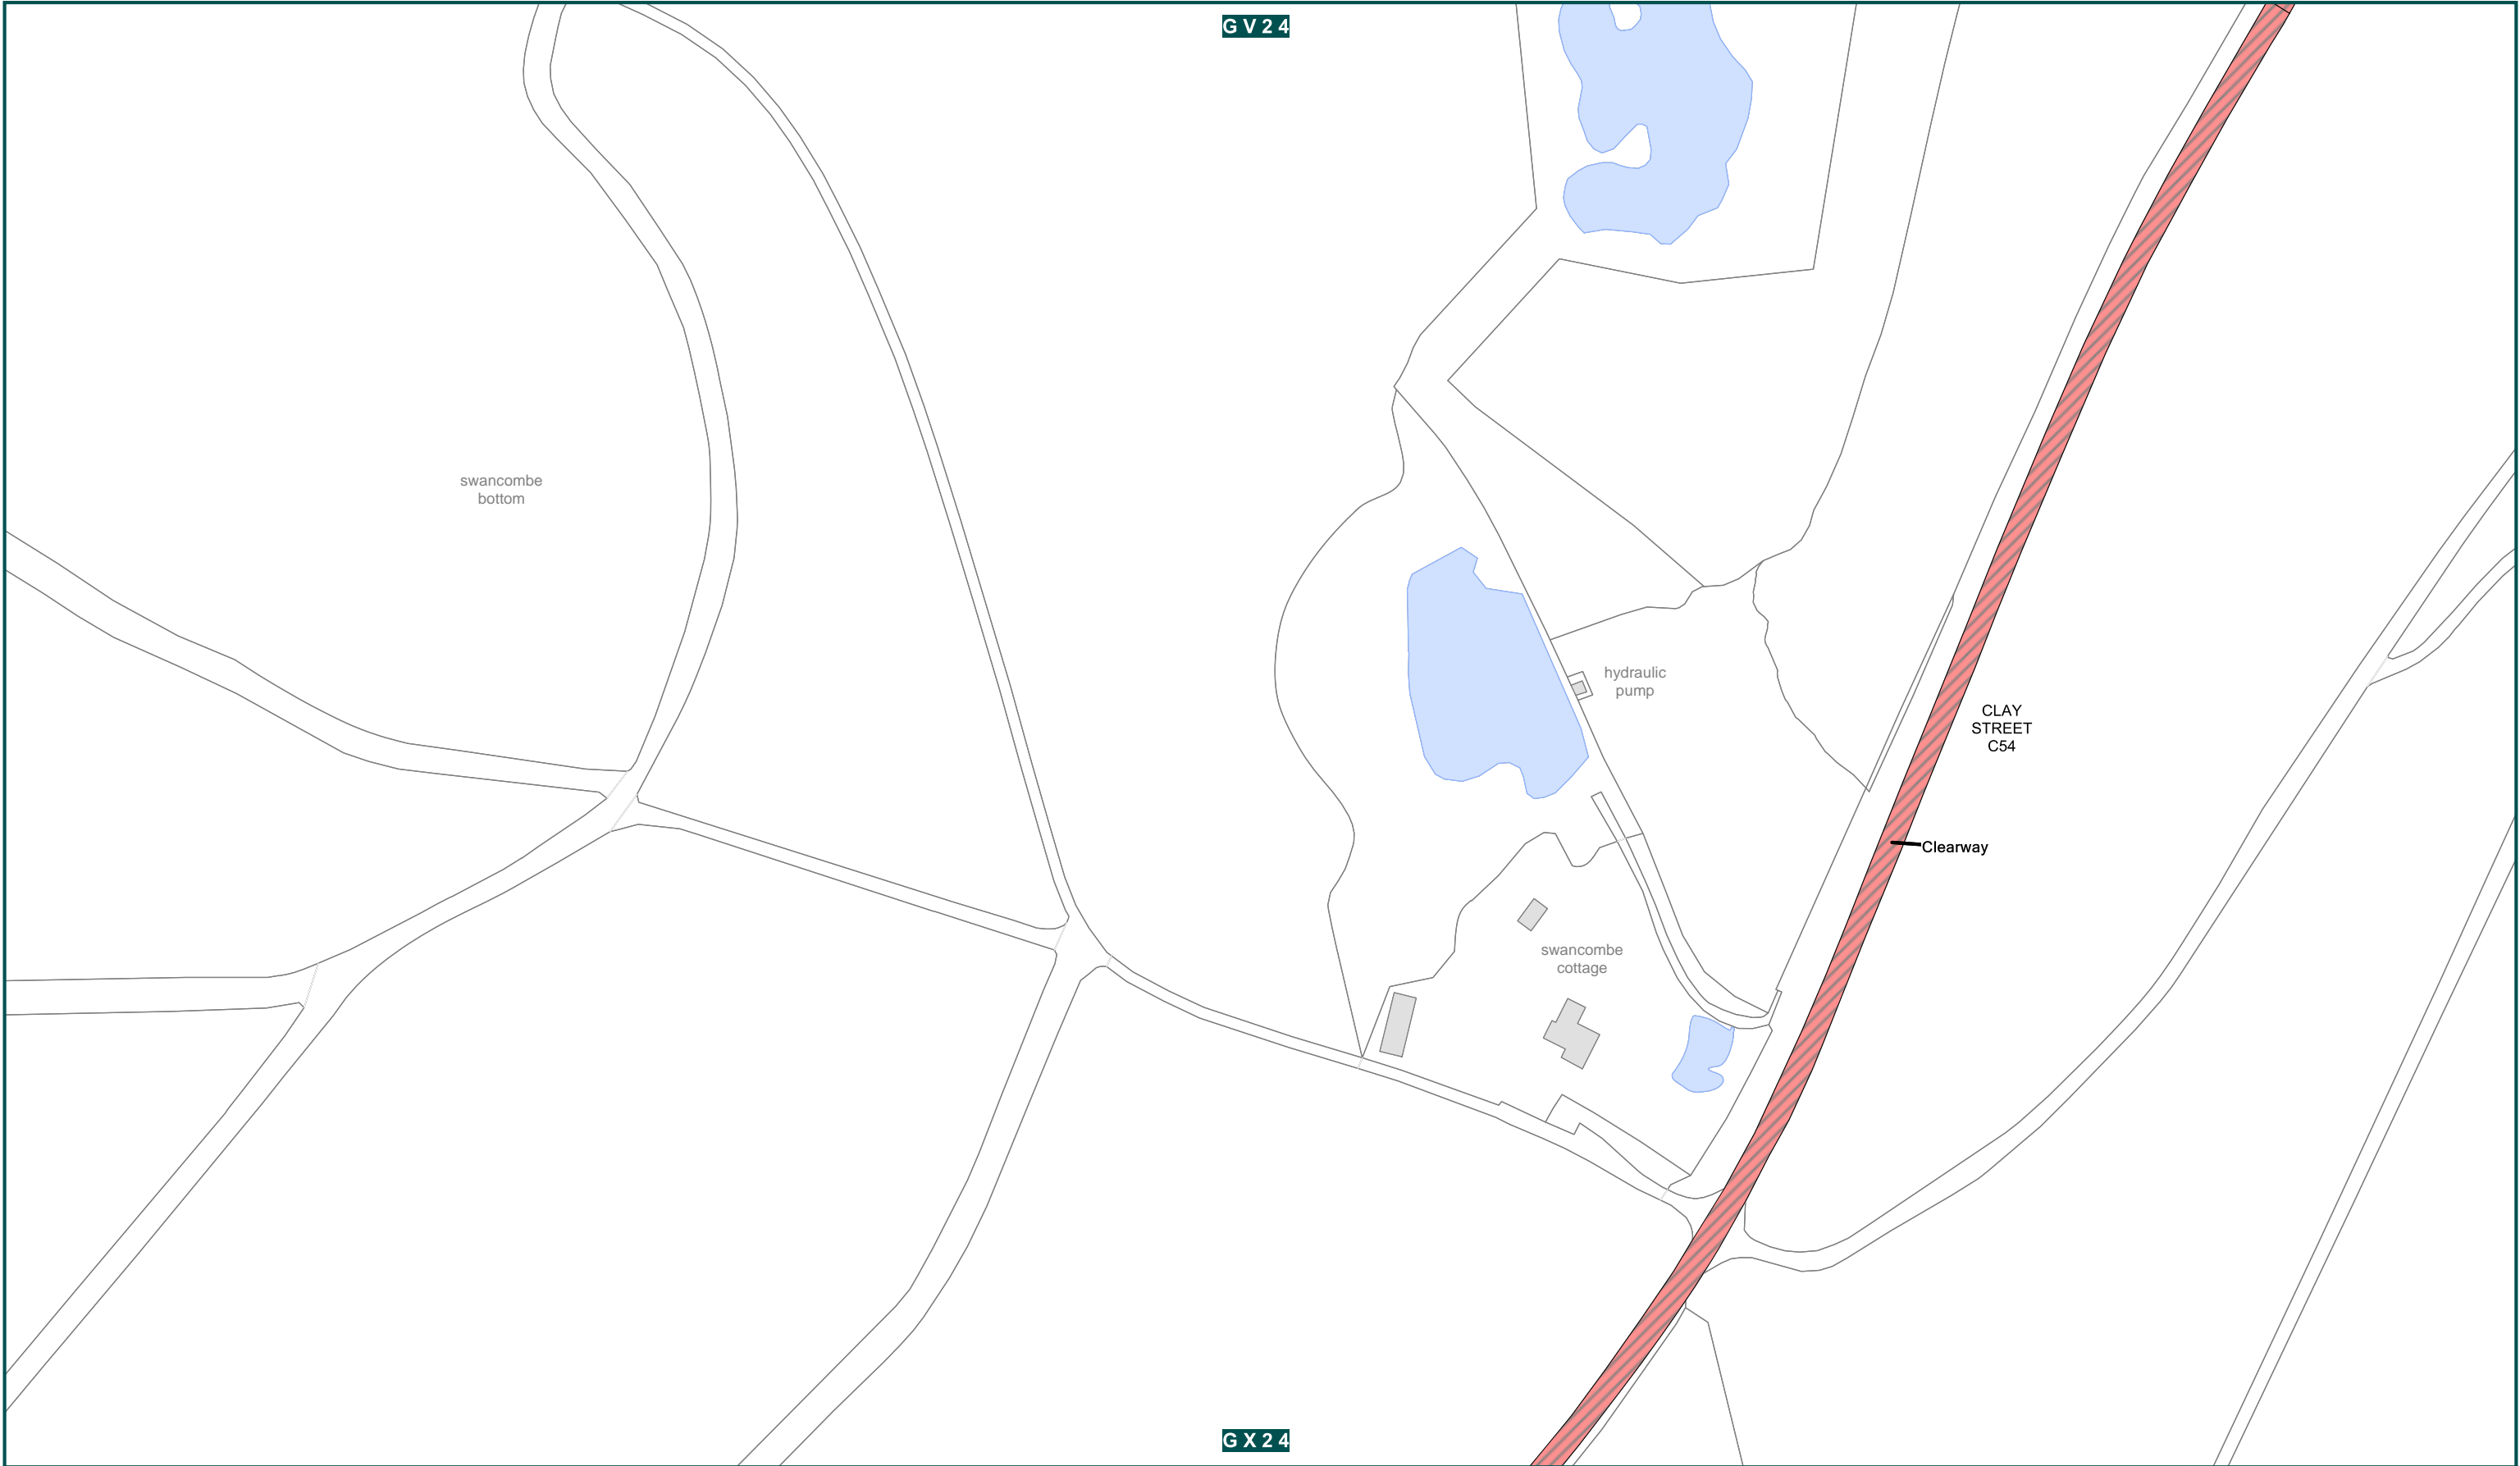 G V 2 4
swancombe
bottom
hydraulic
pump
CLAY
STREET
C54
Clearway
swancombe
cottage
G X 2 4